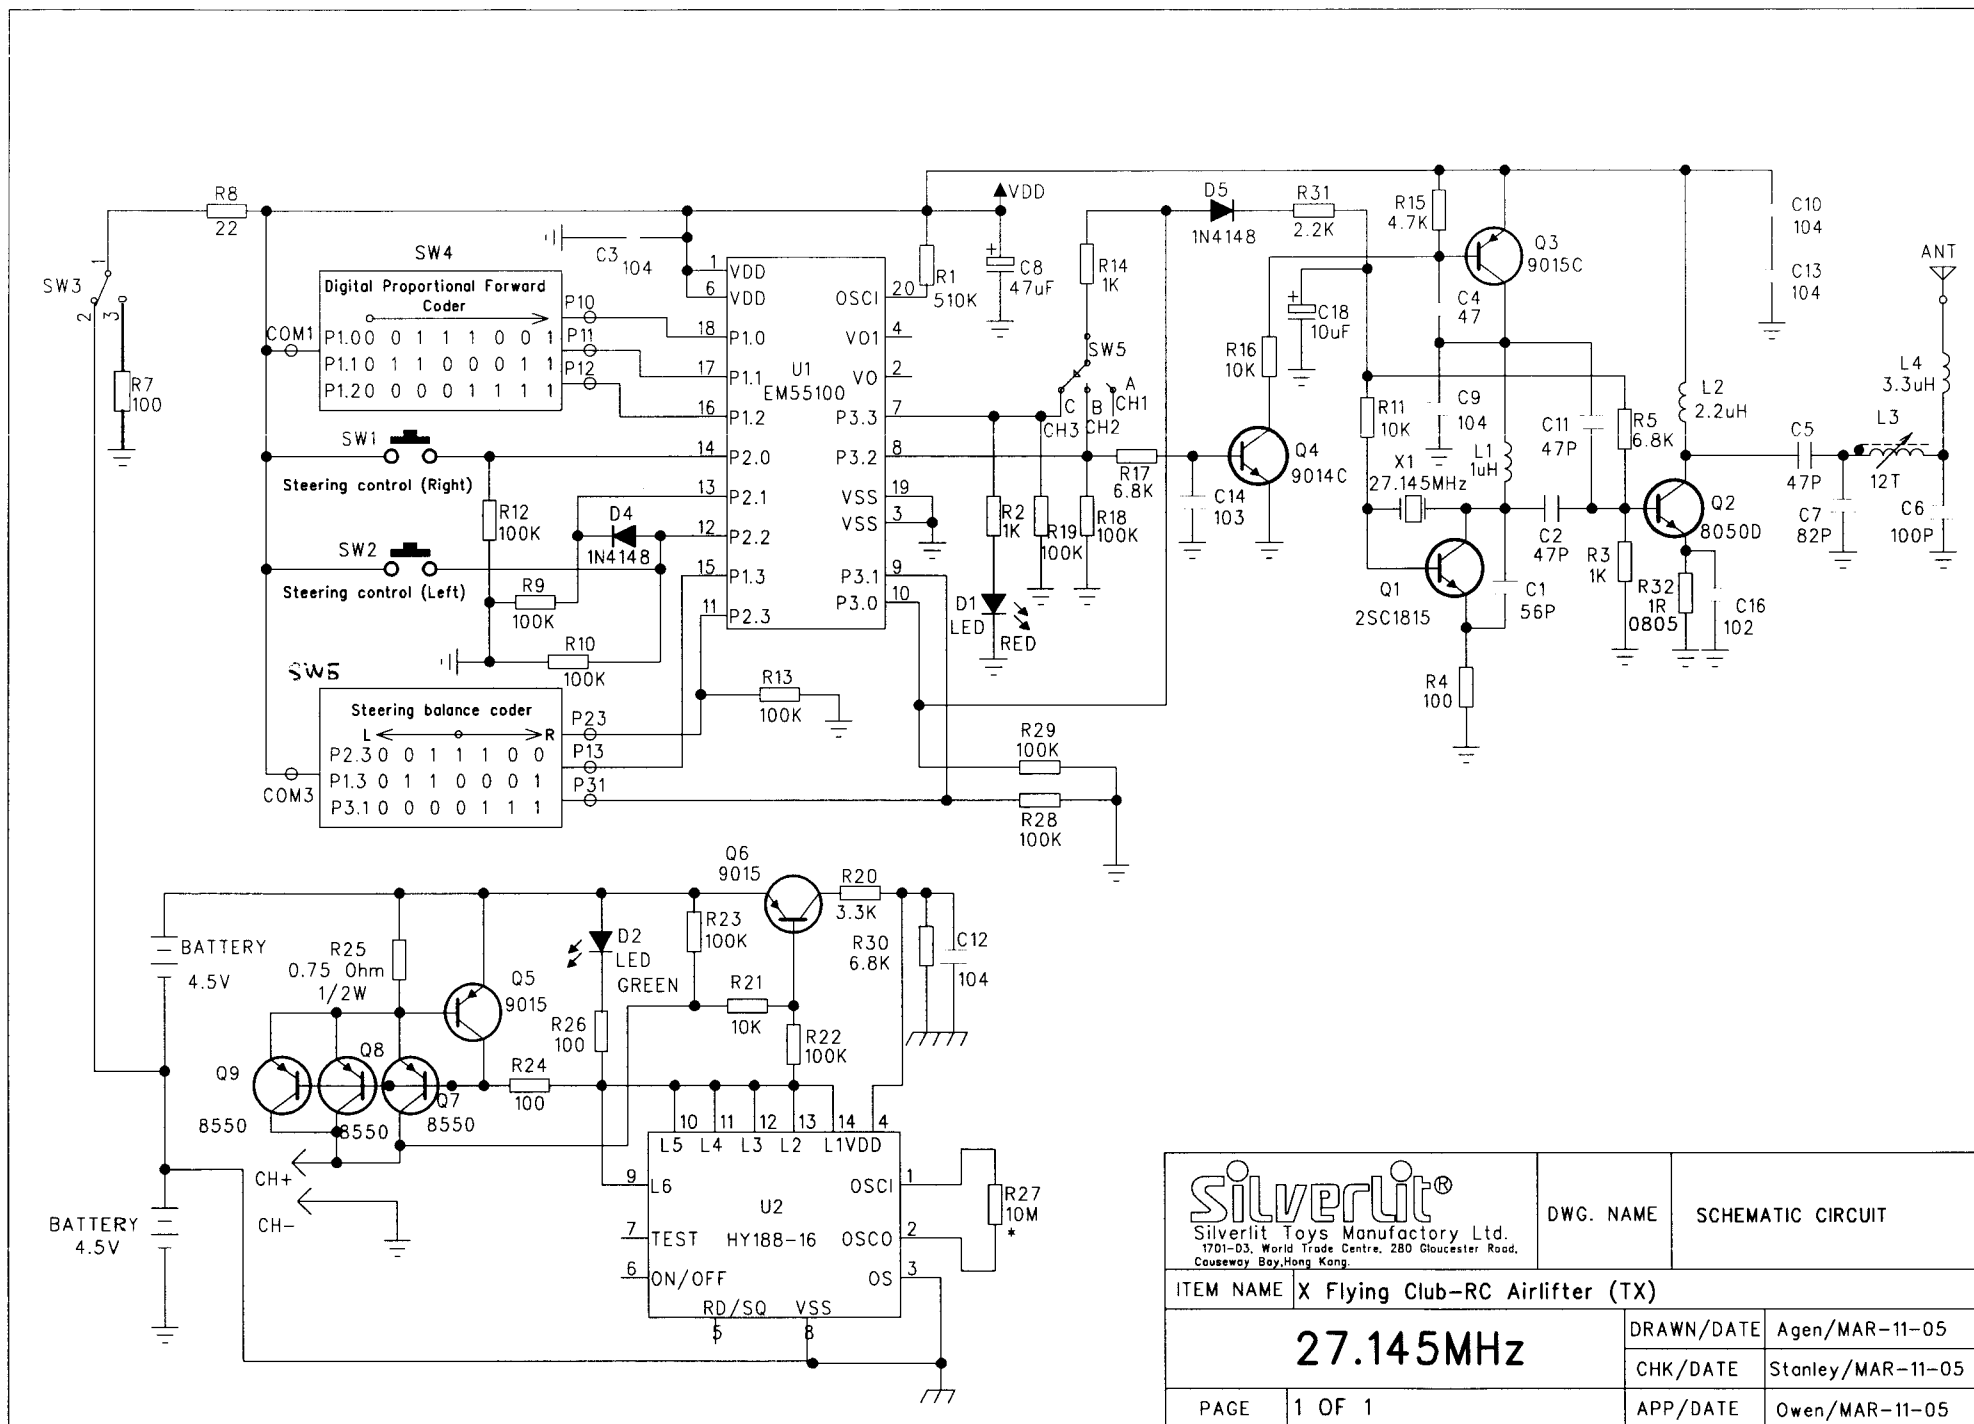 R8
22
SW3
1
2
3
R7
100
SW4
Digital Proportional Forward
Coder
COM1
P1.0 0 0 1 1 1 0 0 1
P1.1 0 1 1 0 0 0 1 1
P1.2 0 0 0 0 1 1 1 1
P10
P11
P12
SW1
Steering control (Right)
R12
100K
SW2
Steering control (Left)
D4
1N4148
R9
100K
R10
100K
SW5
Steering balance coder
L
R
P2.3 0 0 1 1 1 0 0
P1.3 0 1 1 0 0 0 1
P3.1 0 0 0 0 1 1 1
COM3
P23
P13
P31
R13
100K
C3
104
1
VDD
6
VDD
18
P1.0
17
P1.1
16
P1.2
14
P2.0
13
P2.1
12
P2.2
15
P1.3
11
P2.3
U1
EM55100
OSCI
20
VO1
4
VO
2
P3.3
7
P3.2
8
VSS
19
VSS
3
P3.1
9
P3.0
10
VDD
R1
510K
C8
47uF
+
R14
1K
SW5
C
CH3
B
CH2
A
CH1
R2
1K
R19
100K
R18
100K
D1
LED
RED
R17
6.8K
C14
103
R29
100K
R28
100K
D5
1N4148
R31
2.2K
+
C18
10uF
R16
10K
Q4
9014C
R15
4.7K
Q3
9015C
C4
47
C9
104
R11
10K
X1
27.145MHz
L1
1uH
C11
47P
R5
6.8K
C2
47P
Q1
2SC1815
C1
56P
R4
100
R3
1K
Q2
8050D
R32
1R
0805
C16
102
L2
2.2uH
C10
104
C13
104
C5
47P
C7
82P
L3
12T
L4
3.3uH
C6
100P
ANT
BATTERY
4.5V
BATTERY
4.5V
R25
0.75 Ohm
1/2W
Q5
9015
Q9
8550
Q8
8550
Q7
8550
CH+
CH-
R24
100
D2
LED
GREEN
R26
100
R23
100K
R21
10K
R22
100K
Q6
9015
R20
3.3K
R30
6.8K
C12
104
10
11
12
13
14
4
L5
L4
L3
L2
L1
VDD
9
L6
7
TEST
6
ON/OFF
RD/SQ
5
VSS
8
U2
HY188-16
OSCI
1
OSCO
2
OS
3
R27
10M
*
Silverlit®
Silverlit Toys Manufactory Ltd.
1701-03, World Trade Centre, 280 Gloucester Road,
Causeway Bay,Hong Kong.
DWG. NAME
SCHEMATIC CIRCUIT
ITEM NAME
X Flying Club-RC Airlifter (TX)
27.145MHz
DRAWN/DATE
Agen/MAR-11-05
CHK/DATE
Stanley/MAR-11-05
PAGE
1 OF 1
APP/DATE
Owen/MAR-11-05